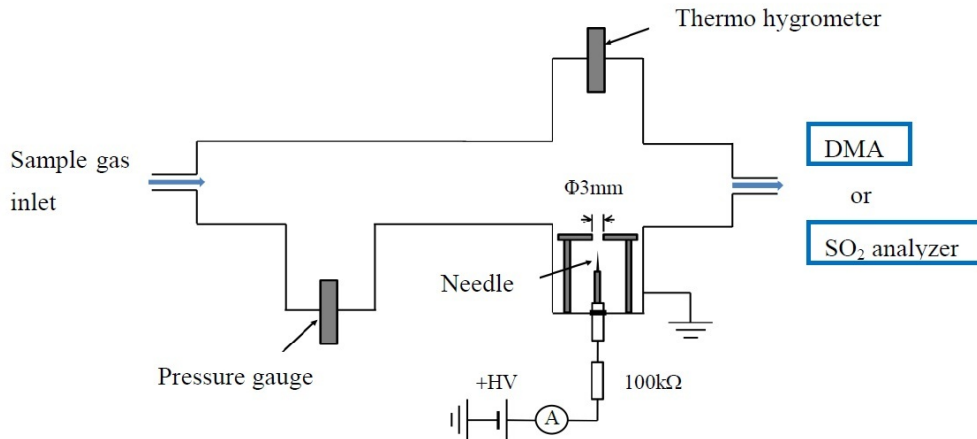 Thermo hygrometer
Sample gas
inlet
DMA
or
SO₂ analyzer
Φ3mm
Needle
Pressure gauge
+HV
100kΩ
A